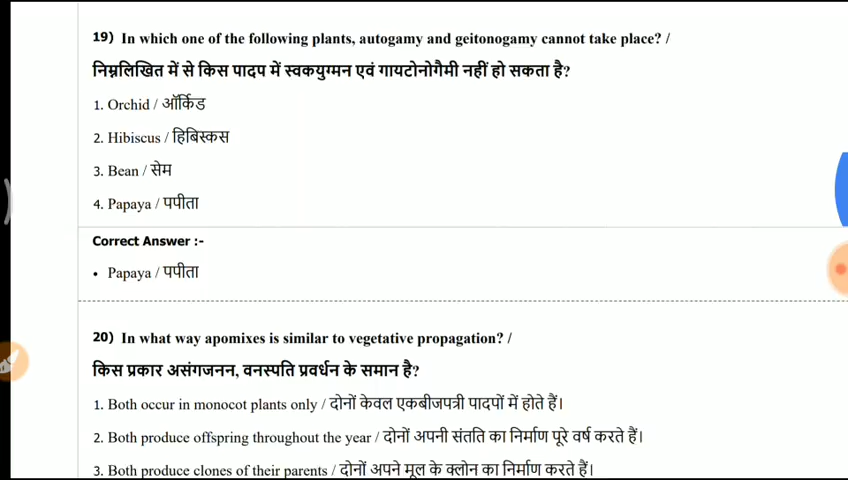 19) In which one of the following plants, autogamy and geitonogamy cannot take place? /
निम्नलिखित में से किस पादप में स्वकयुग्मन एवं गायटोनोगैमी नहीं हो सकता है?
1. Orchid / ऑर्किड
2. Hibiscus / हिबिस्कस
3. Bean / सेम
4. Papaya / पपीता
Correct Answer :-
• Papaya / पपीता
20) In what way apomixes is similar to vegetative propagation? /
किस प्रकार असंगजनन, वनस्पति प्रवर्धन के समान है?
1. Both occur in monocot plants only / दोनों केवल एकबीजपत्री पादपों में होते हैं।
2. Both produce offspring throughout the year / दोनों अपनी संतति का निर्माण पूरे वर्ष करते हैं।
3. Both produce clones of their parents / दोनों अपने मूल के क्लोन का निर्माण करते हैं।